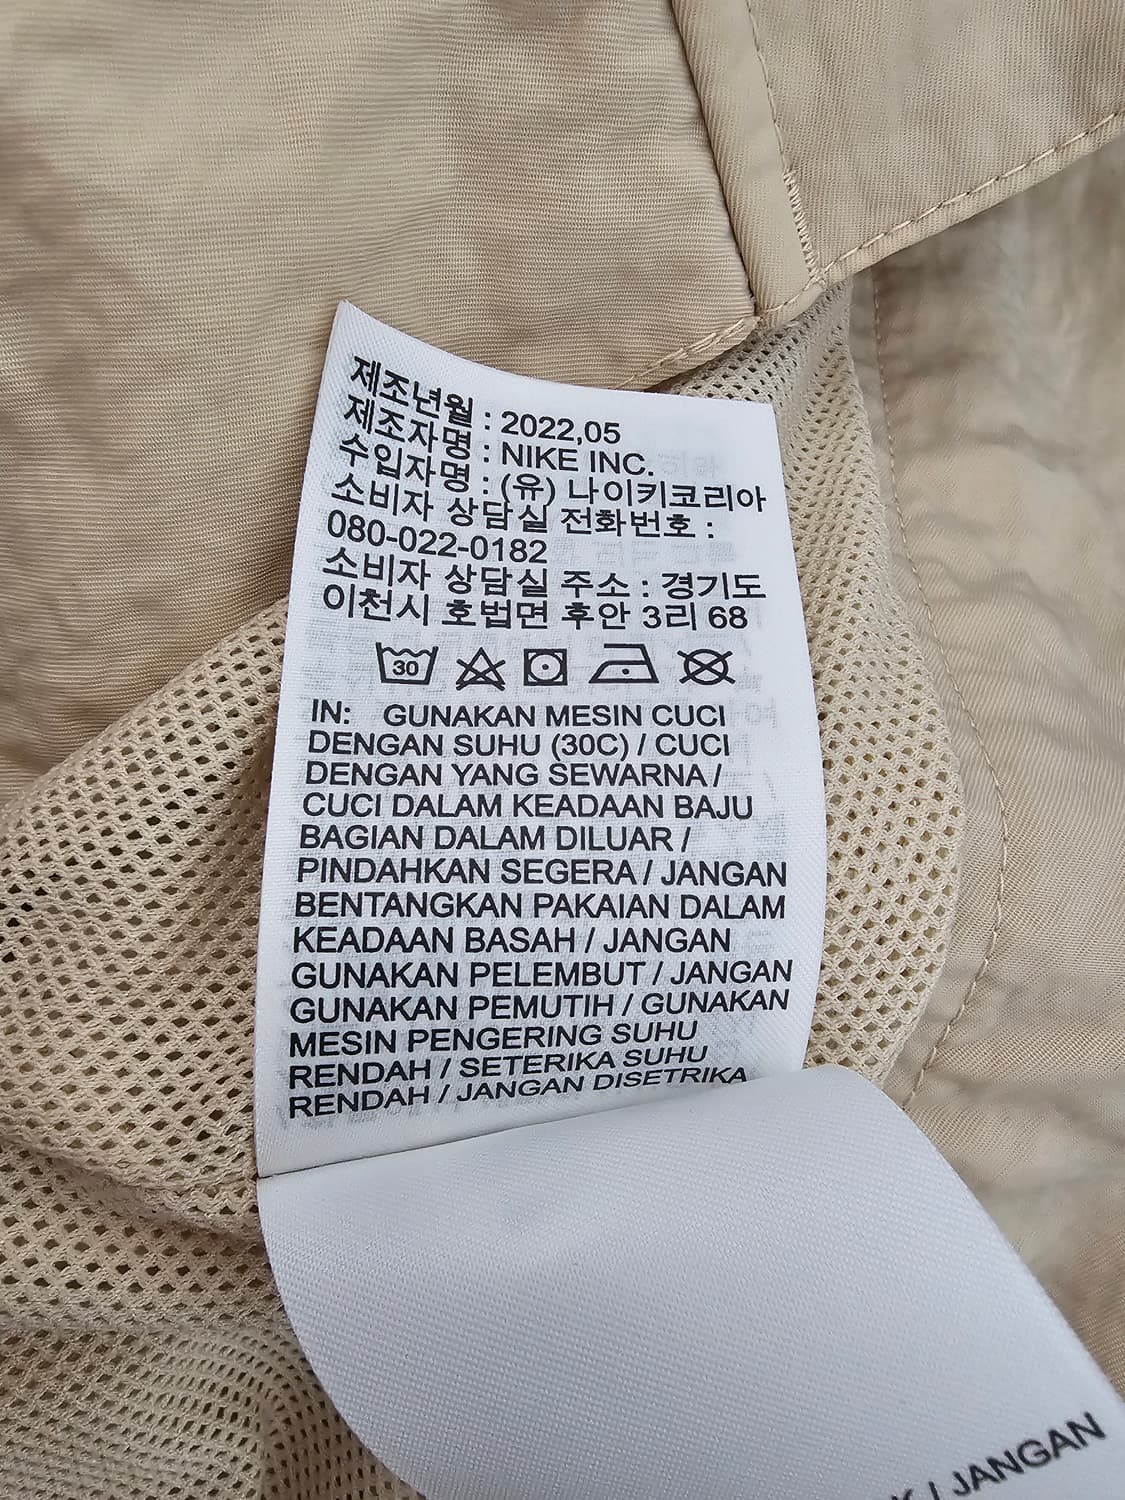 제조년월 : 2022,05
제조자명 : NIKE INC.
수입자명 : (유) 나이키코리아
소비자 상담실 전화번호 :
080-022-0182
소비자 상담실 주소 : 경기도
이천시 호법면 후안 3리 68
30
IN: GUNAKAN MESIN CUCI
DENGAN SUHU (30C) / CUCI
DENGAN YANG SEWARNA /
CUCI DALAM KEADAAN BAJU
BAGIAN DALAM DILUAR /
PINDAHKAN SEGERA / JANGAN
BENTANGKAN PAKAIAN DALAM
KEADAAN BASAH / JANGAN
GUNAKAN PELEMBUT / JANGAN
GUNAKAN PEMUTIH / GUNAKAN
MESIN PENGERING SUHU
RENDAH / SETERIKA SUHU
RENDAH / JANGAN DISETRIKA
/ JANGAN